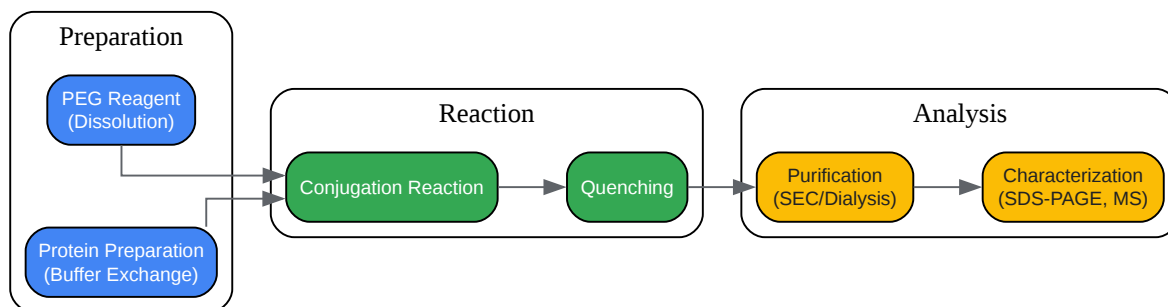 Preparation
PEG Reagent
(Dissolution)
Protein Preparation
(Buffer Exchange)
Reaction
Conjugation Reaction
Quenching
Analysis
Purification
(SEC/Dialysis)
Characterization
(SDS-PAGE, MS)